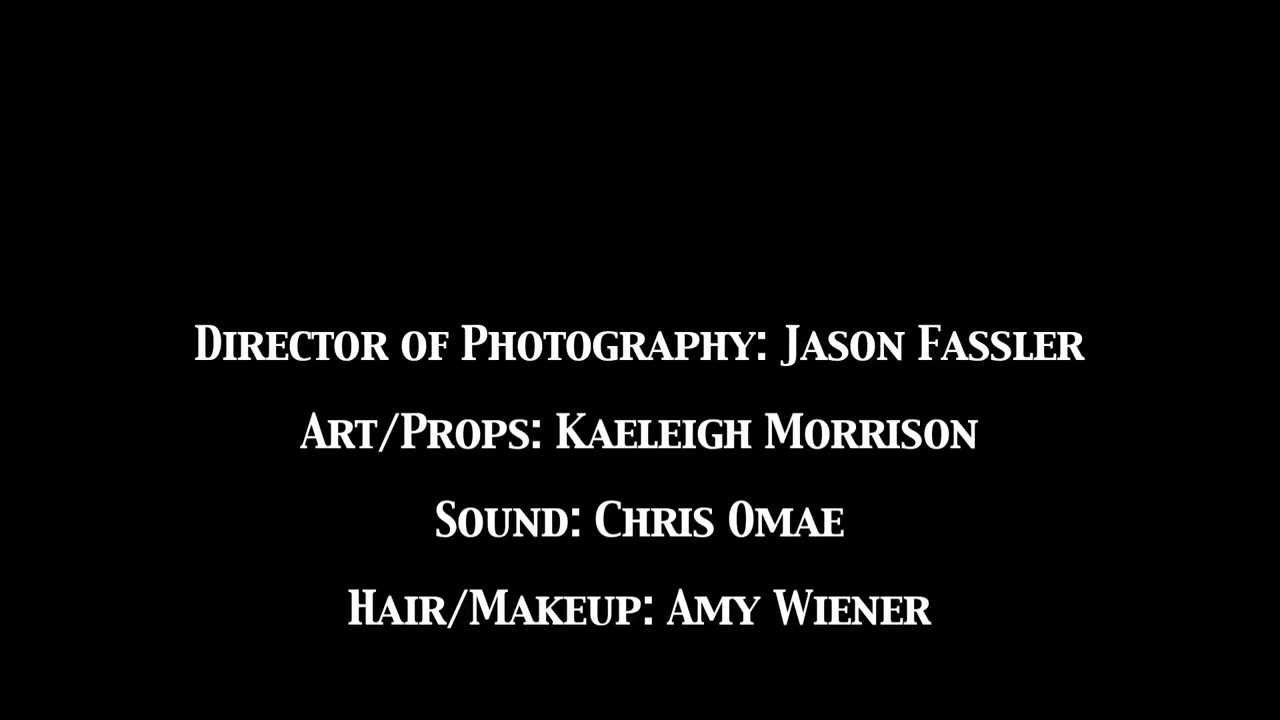 Director of Photography: Jason Fassler
Art/Props: Kaeleigh Morrison
Sound: Chris Omae
Hair/Makeup: Amy Wiener